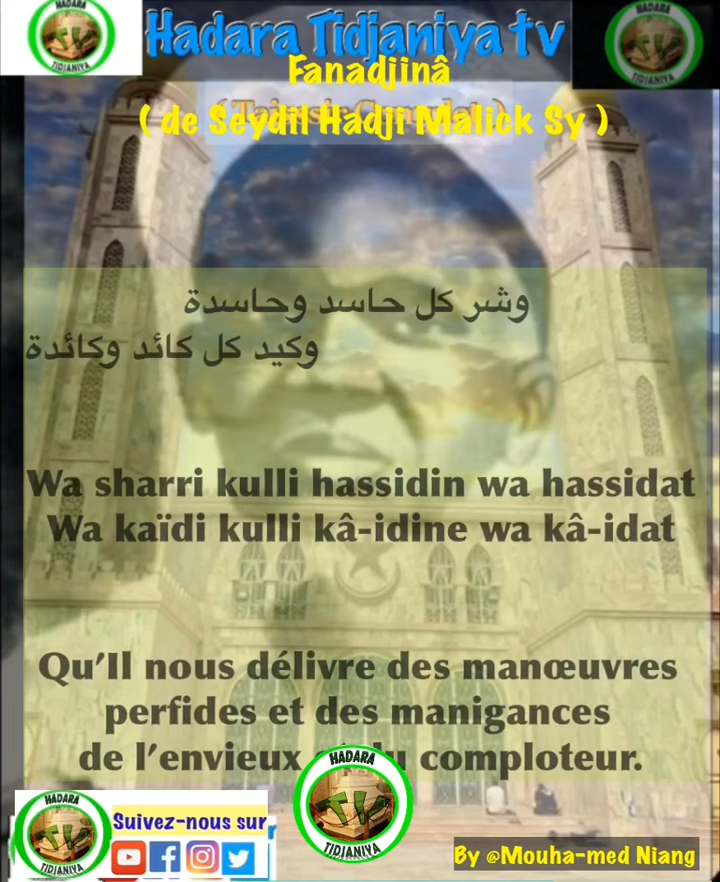 HADARA
TIDJANIYA
Hadara Tidjaniya tv
HADARA
TIDJANIYA
Fanadjinâ
( de Seydil Hadji Malick Sy )
وشر كل حاسد وحاسدة
وكيد كل كائد وكائدة
Wa sharri kulli hassidin wa hassidat
Wa kaïdi kulli kâ-idine wa kâ-idat
Qu’Il nous délivre des manœuvres
perfides et des manigances
de l’envieux comploteur.
HADARA
TIDJANIYA
HADARA
TIDJANIYA
Suivez-nous sur
By @Mouha-med Niang